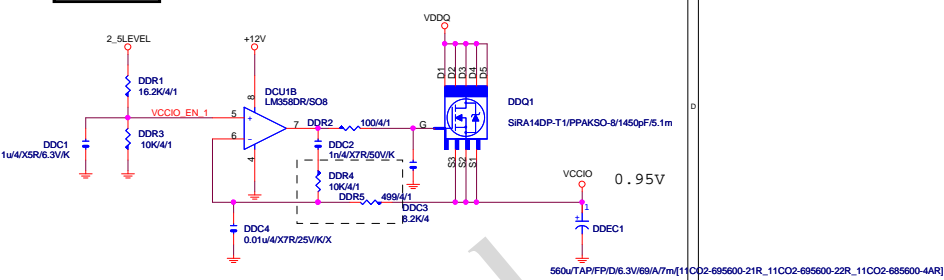 VDDQ
2_5LEVEL
+12V
D1
D2
D3
D4
D5
DDR1
16.2K/4/1
8
DCU1B
LM358DR/SO8
DDQ1
D
VCCIO_EN_1
5
+
7
DDR2
100/4/1
G
SiRA14DP-T1/PPAKSO-8/1450pF/5.1m
6
-
DDR3
10K/4/1
DDC1
1u/4/X5R/6.3V/K
4
DDC2
1n/4/X7R/50V/K
S3
S2
S1
DDR4
10K/4/1
VCCIO
0.95V
DDR5
499/4/1
DDC3
8.2K/4
1
+
DDC4
0.01u/4/X7R/25V/K/X
DDEC1
560u/TAP/FP/D/6.3V/69/A/7m/[11CO2-695600-21R_11CO2-695600-22R_11CO2-685600-4AR]